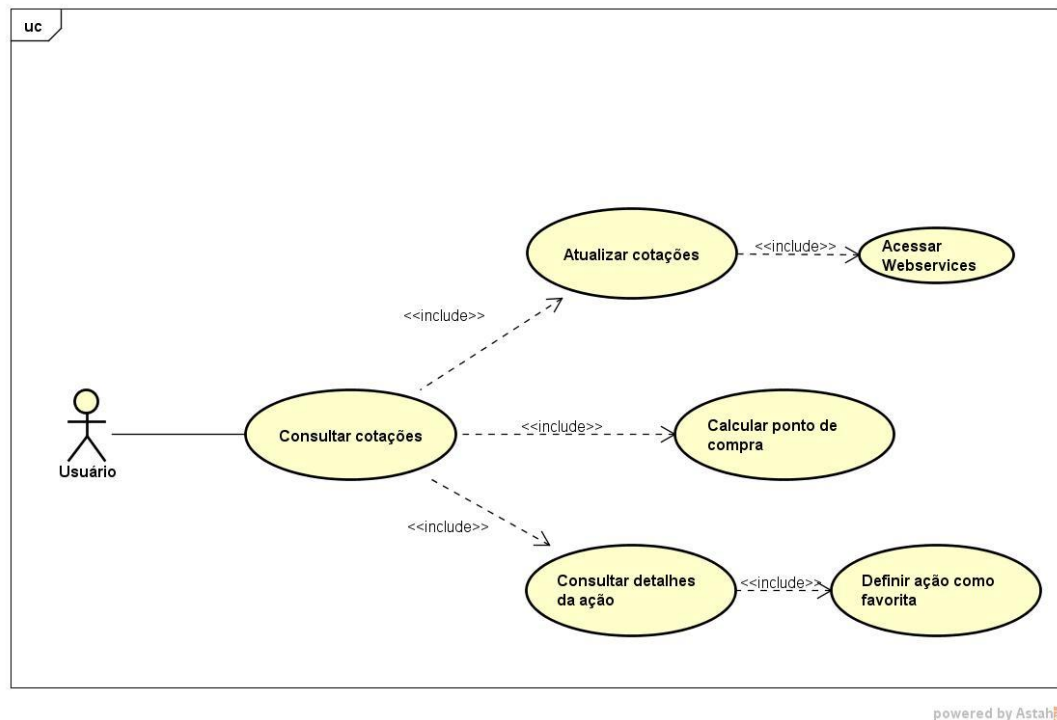 uc
Atualizar cotações
<<include>>
Acessar
Webservices
<<include>>
Usuário
Consultar cotações
<<include>>
Calcular ponto de
compra
<<include>>
Consultar detalhes
da ação
<<include>>
Definir ação como
favorita
powered by Astah